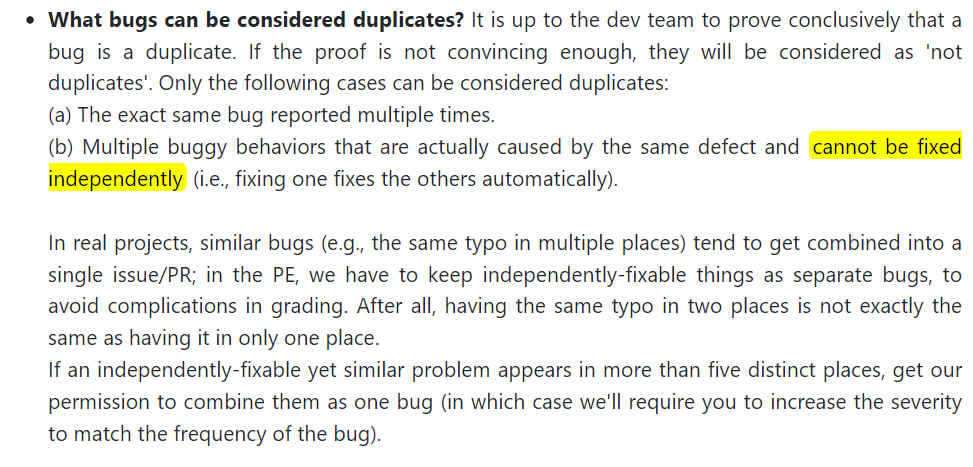 • What bugs can be considered duplicates? It is up to the dev team to prove conclusively that a
bug is a duplicate. If the proof is not convincing enough, they will be considered as 'not
duplicates'. Only the following cases can be considered duplicates:
(a) The exact same bug reported multiple times.
(b) Multiple buggy behaviors that are actually caused by the same defect and cannot be fixed
independently (i.e., fixing one fixes the others automatically).
In real projects, similar bugs (e.g., the same typo in multiple places) tend to get combined into a
single issue/PR; in the PE, we have to keep independently-fixable things as separate bugs, to
avoid complications in grading. After all, having the same typo in two places is not exactly the
same as having it in only one place.
If an independently-fixable yet similar problem appears in more than five distinct places, get our
permission to combine them as one bug (in which case we'll require you to increase the severity
to match the frequency of the bug).